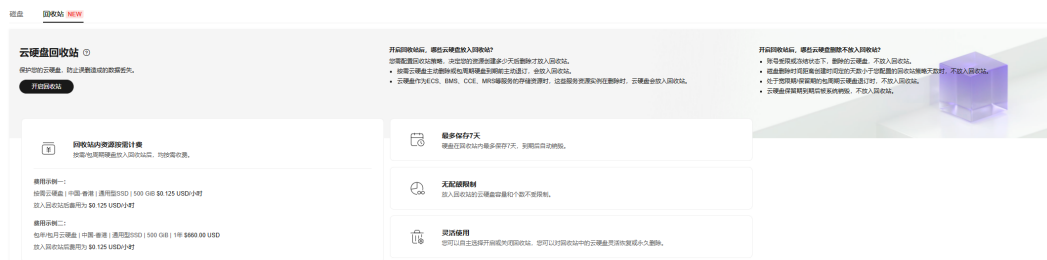 磁盘 回收站 NEW
云硬盘回收站
保护您的云硬盘，防止误删造成的数据丢失。
开启回收站
开启回收站后，哪些云硬盘放入回收站？
您需配置回收站策略，决定您的资源创建多少天后删除才放入回收站。
• 按需云硬盘主动删除或包周期硬盘到期前主动退订，会放入回收站。
• 云硬盘作为ECS、BMS、CCE、MRS等服务的存储资源时，这些服务资源实例在删除时，云硬盘会放入回收站。
开启回收站后，哪些云硬盘删除不放入回收站？
• 账号受限或冻结状态下，删除的云硬盘，不放入回收站。
• 磁盘删除时间距离创建时间的天数小于您配置的回收站策略天数时，不放入回收站。
• 处于宽限期/保留期的包周期云硬盘退订时，不放入回收站。
• 云硬盘保留期到期后被系统销毁，不放入回收站。
回收站内资源按需计费
按需/包周期硬盘放入回收站后，均按需收费。
费用示例一：
按需云硬盘 | 中国-香港 | 通用型SSD | 500 GiB $0.125 USD/小时
放入回收站后费用为 $0.125 USD/小时
费用示例二：
包年/包月云硬盘 | 中国-香港 | 通用型SSD | 500 GiB | 1年 $660.00 USD
放入回收站后费用为 $0.125 USD/小时
最多保存7天
硬盘在回收站内最多保存7天，到期后自动销毁。
无配额限制
放入回收站的云硬盘容量和个数不受限制。
灵活使用
您可以自主选择开启或关闭回收站，您可以对回收站中的云硬盘灵活恢复或永久删除。